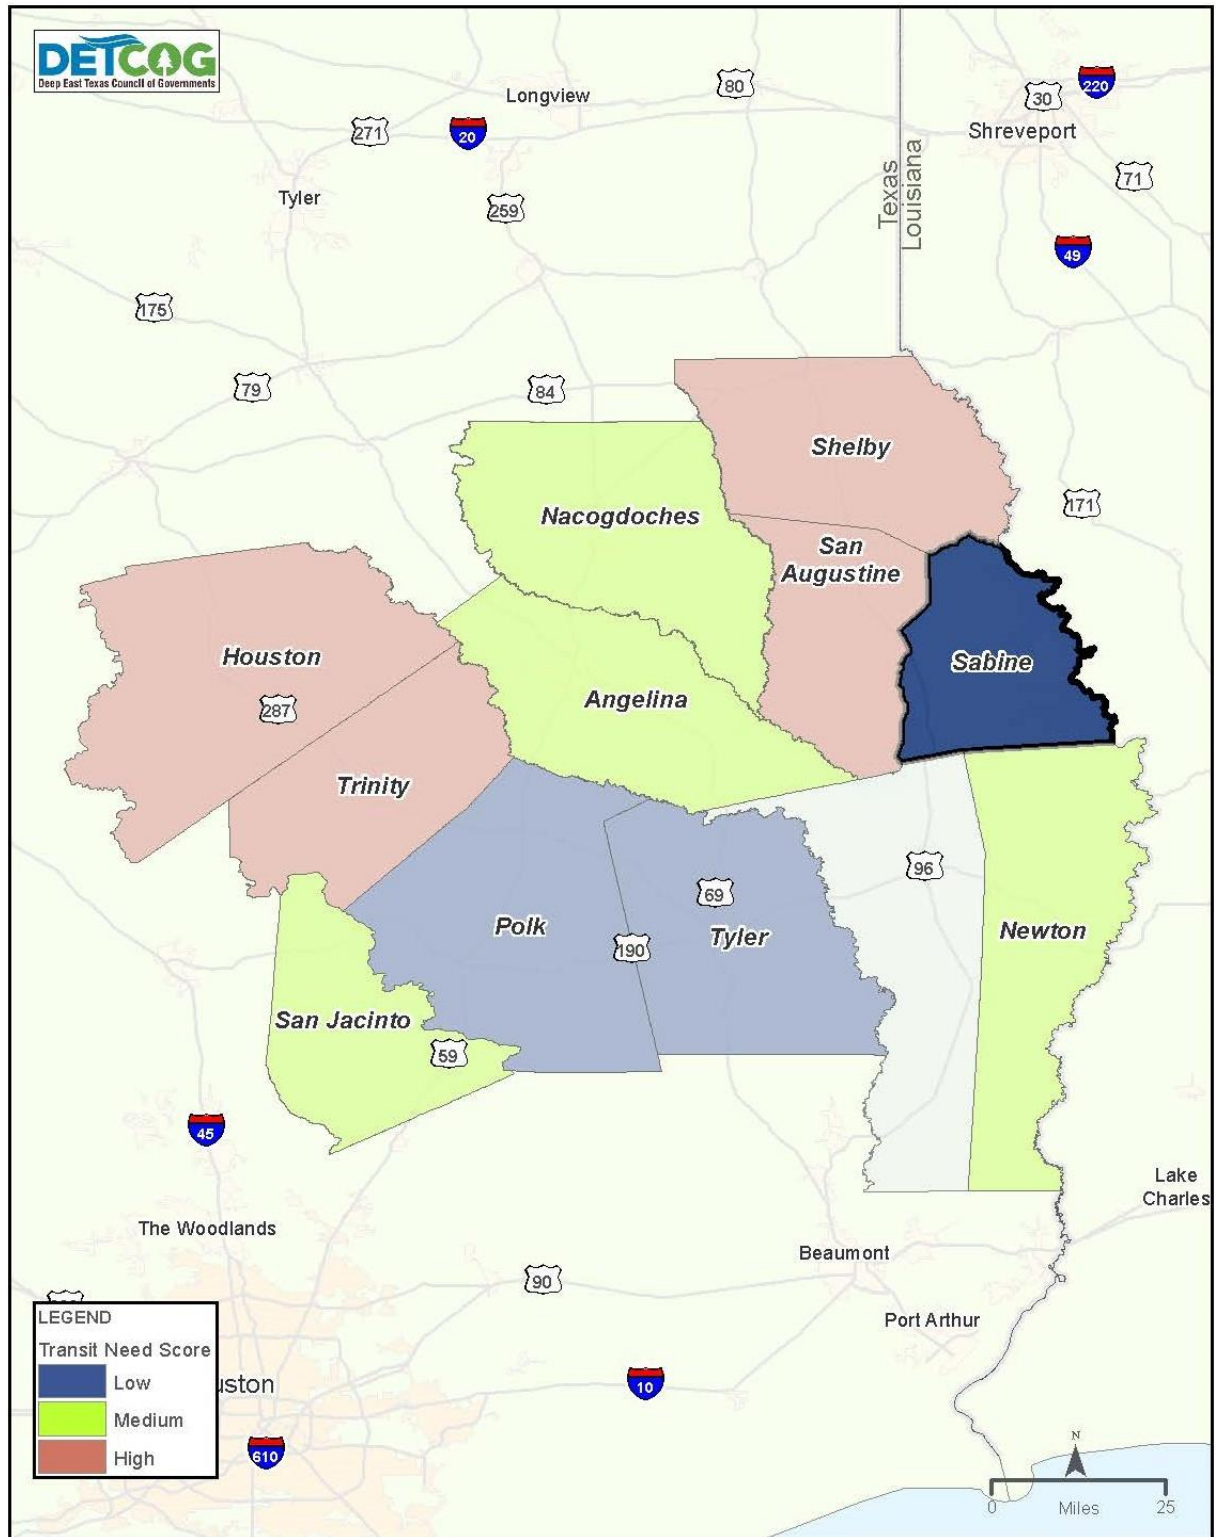 DETCOG
Deep East Texas Council of Governments
Longview
80
220
30
Shreveport
271
20
71
Tyler
259
Texas
Louisiana
49
175
79
84
Shelby
171
Nacogdoches
San
Augustine
Houston
Sabine
287
Angelina
Trinity
96
69
Polk
190
Tyler
Newton
San Jacinto
59
45
Lake
Charles
The Woodlands
Beaumont
90
Port Arthur
LEGEND
Transit Need Score
Low
uston
10
Medium
High
610
N
0
Miles
25